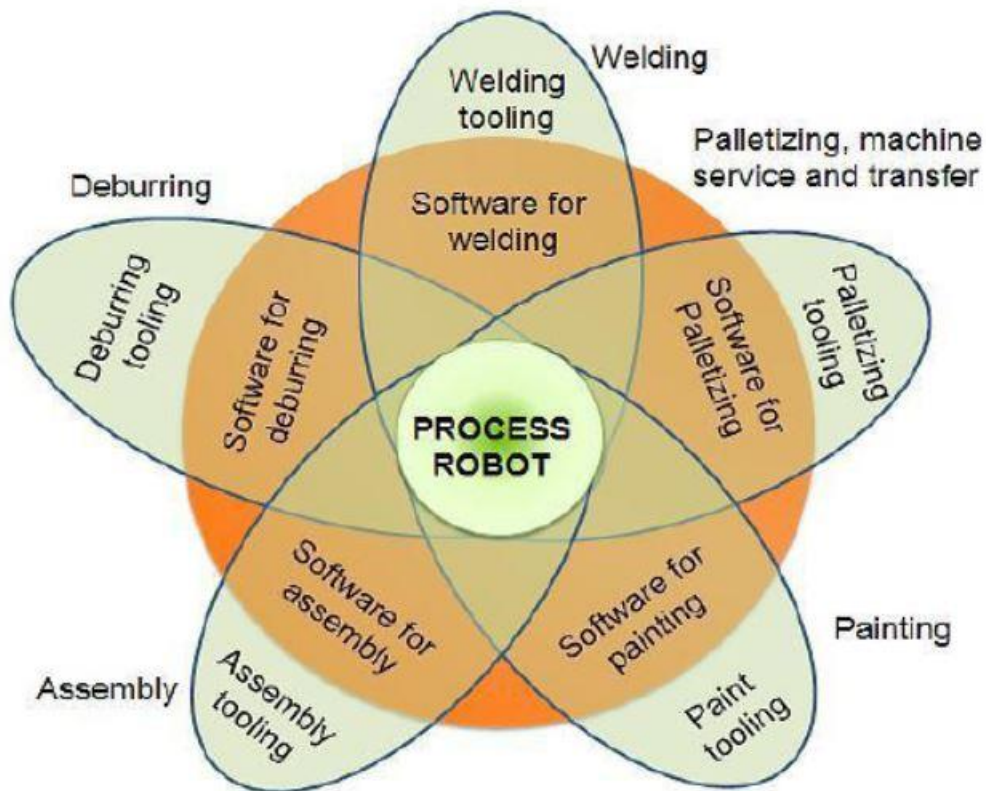 Welding
Welding
tooling
Software for
welding
Palletizing, machine
service and transfer
Palletizing
tooling
Software for
Palletizing
Deburring
Deburring
tooling
Software for
deburring
PROCESS
ROBOT
Software for
assembly
Assembly
tooling
Assembly
Software for
painting
Paint
tooling
Painting